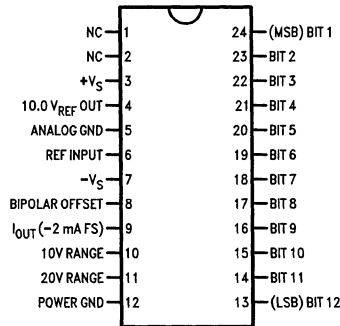 NC 1 24 (MSB) BIT 1
NC 2 23 BIT 2
+VS 3 22 BIT 3
10.0 VREF OUT 4 21 BIT 4
ANALOG GND 5 20 BIT 5
REF INPUT 6 19 BIT 6
-VS 7 18 BIT 7
BIPOLAR OFFSET 8 17 BIT 8
IOUT (-2 mA FS) 9 16 BIT 9
10V RANGE 10 15 BIT 10
20V RANGE 11 14 BIT 11
POWER GND 12 13 (LSB) BIT 12